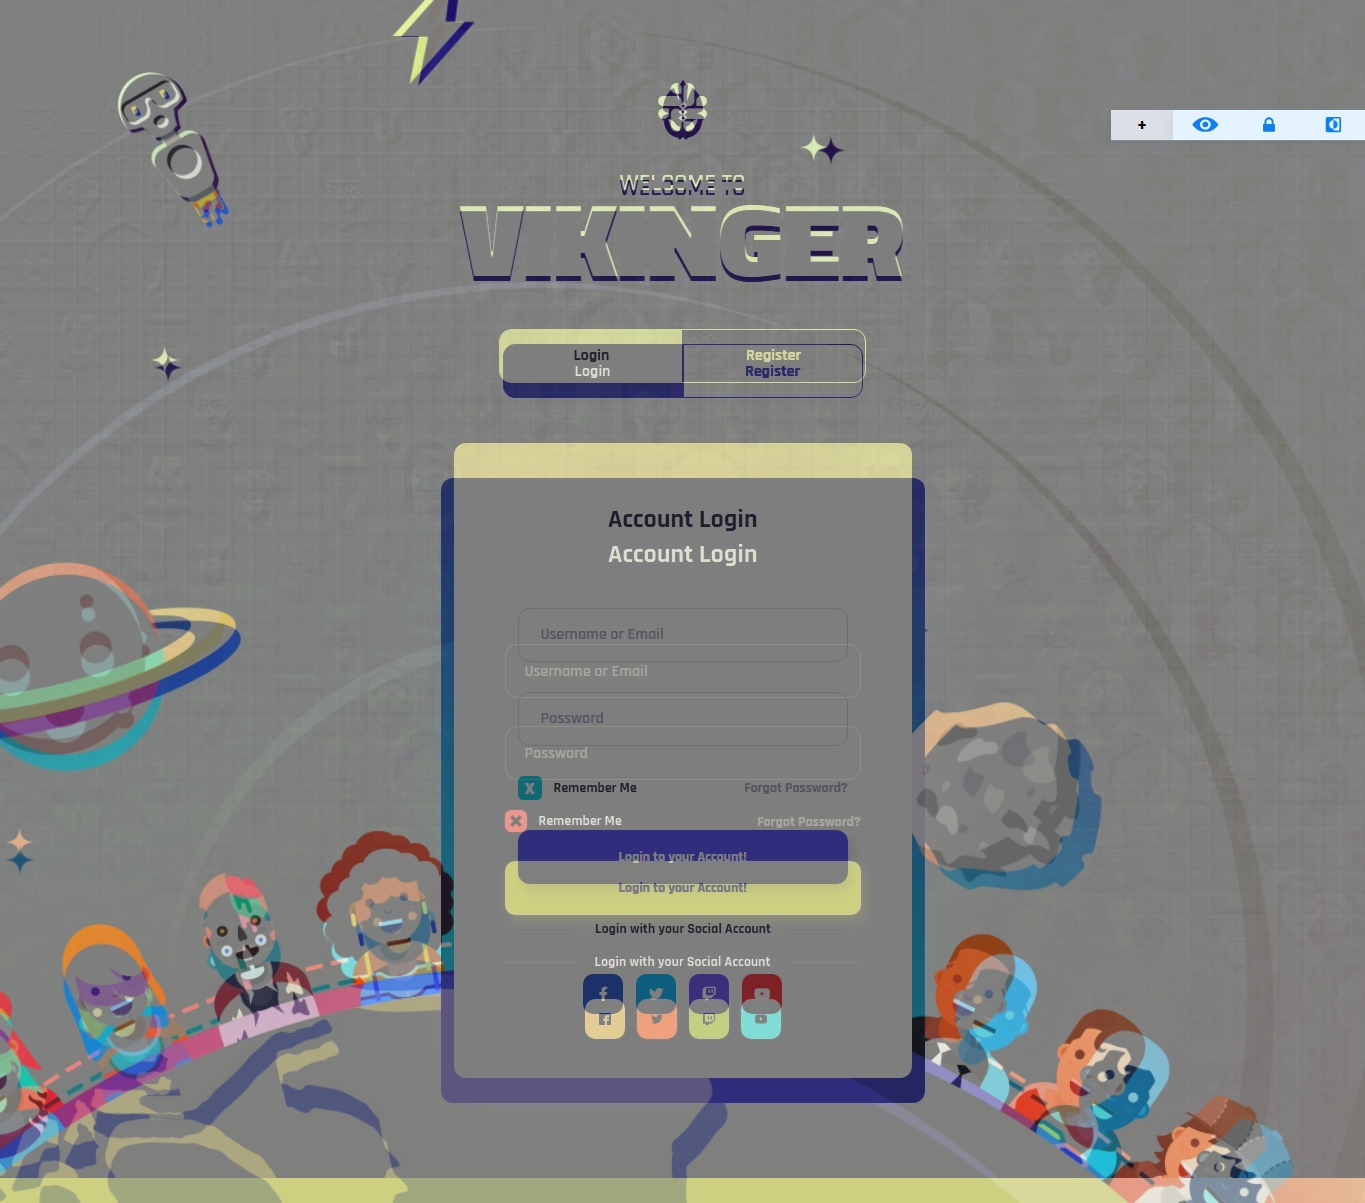 WELCOME TO
VIKINGER
Login
Register
Login
Register
Account Login
Account Login
Username or Email
Username or Email
Password
Password
Remember Me
Forgot Password?
Remember Me
Forgot Password?
Login to your Account!
Login to your Account!
Login with your Social Account
Login with your Social Account